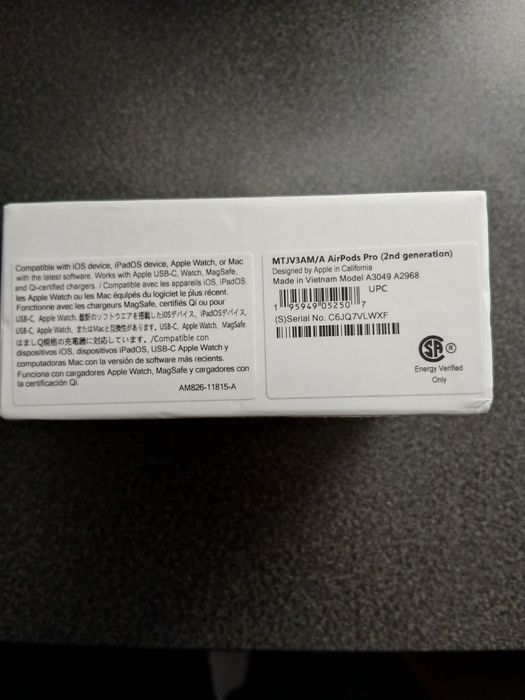 Compatible with iOS device, iPadOS device, Apple Watch, or Mac
with the latest software. Works with Apple USB-C, Watch, MagSafe,
and Qi-certified chargers. / Compatible avec les appareils iOS, iPadOS
les Apple Watch ou les Mac équipés du logiciel le plus récent.
Fonctionne avec les chargeurs MagSafe, certifiés Qi ou pour
USB-C, Apple Watch, 最新のソフトウエアを搭載したiOSデバイス, iPadOSデバイス,
USB-C, Apple Watch, またはMacと互換性があります, USB-C, Apple Watch, MagSafe
はましQ規格の充電器に対応しています。/Compatible con
dispositivos iOS, dispositivos iPadOS, USB-C Apple Watch y
computadoras Mac con la versión de software más recientes.
Funciona con cargadores Apple Watch, MagSafe y cargadores con
la certificación Qi.
AM826-11815-A
MTJV3AM/A AirPods Pro (2nd generation)
Designed by Apple in California
Made in Vietnam Model A3049 A2968
UPC
1 95949 05250 7
(S)Serial No. C6JQ7VLWXF
SA ®
Energy Verified
Only